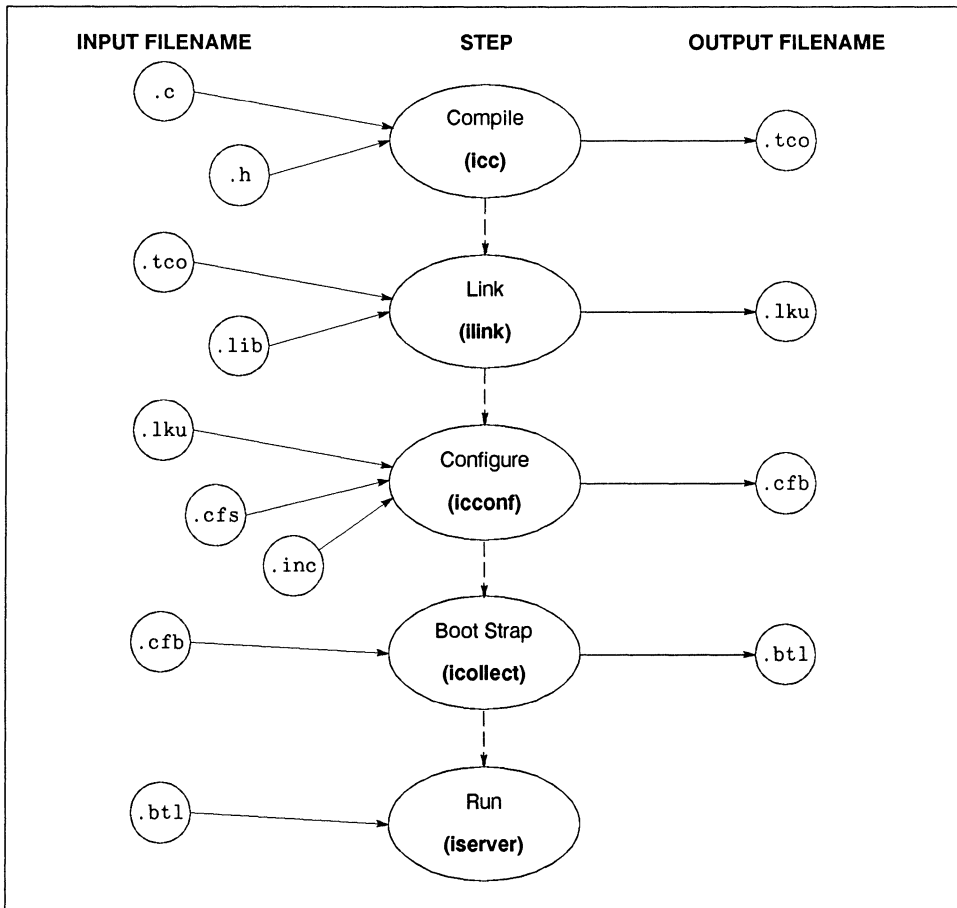 INPUT FILENAME STEP OUTPUT FILENAME
.c
Compile
(icc)
.tco
.h
.tco
Link
(ilink)
.lku
.lib
.lku
Configure
(icconf)
.cfb
.cfs
.inc
.cfb
Boot Strap
(icollect)
.btl
.btl
Run
(iserver)